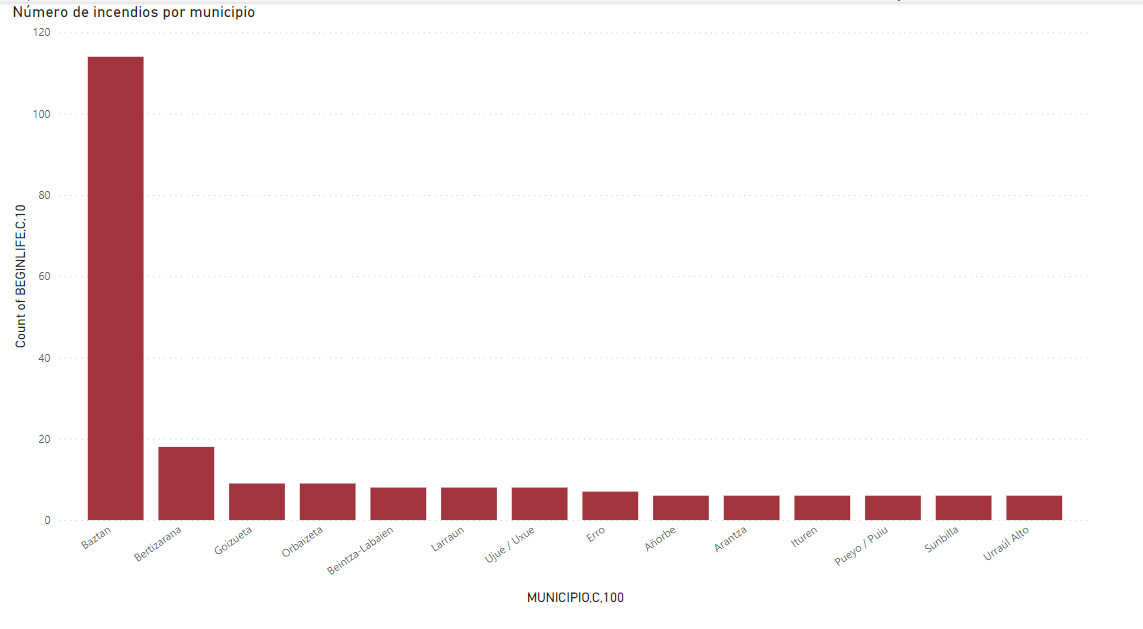 Número de incendios por municipio
120
100
80
60
40
20
0
Count of BEGINLIFE,C,10
Baztan
Bertizarana
Goizueta
Orbaizeta
Beintza-Labaien
Larraun
Ujué / Uxue
Erro
Añorbe
Arantza
Ituren
Pueyo / Puiu
Sunbilla
Urraúl Alto
MUNICIPIO,C,100